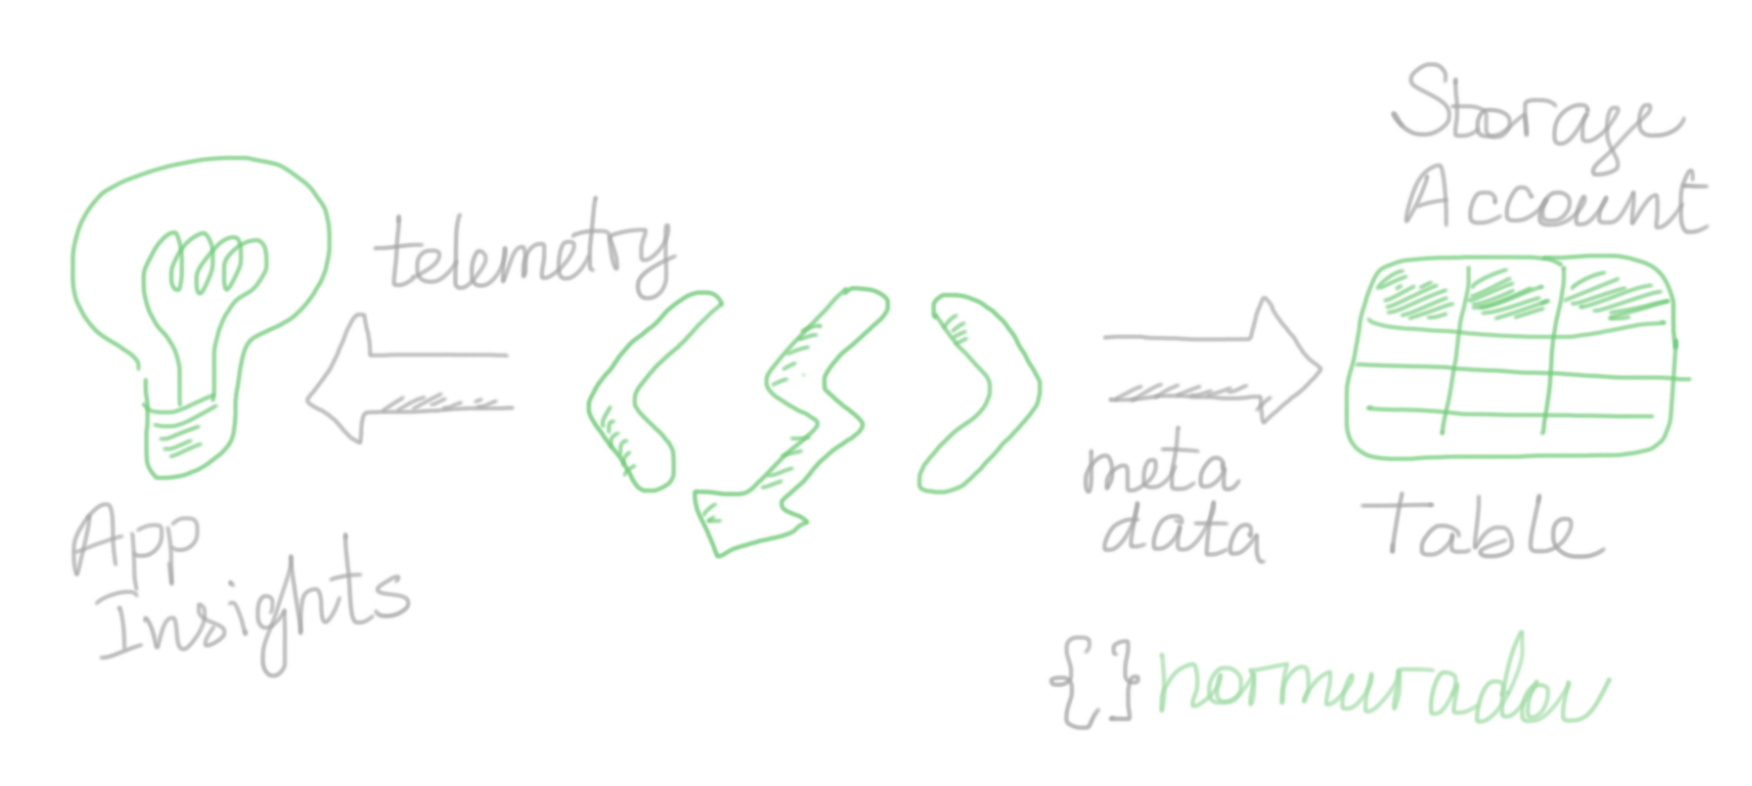 telemetry
App
Insights
meta
data
Storage
Account
Table
{} normuradov